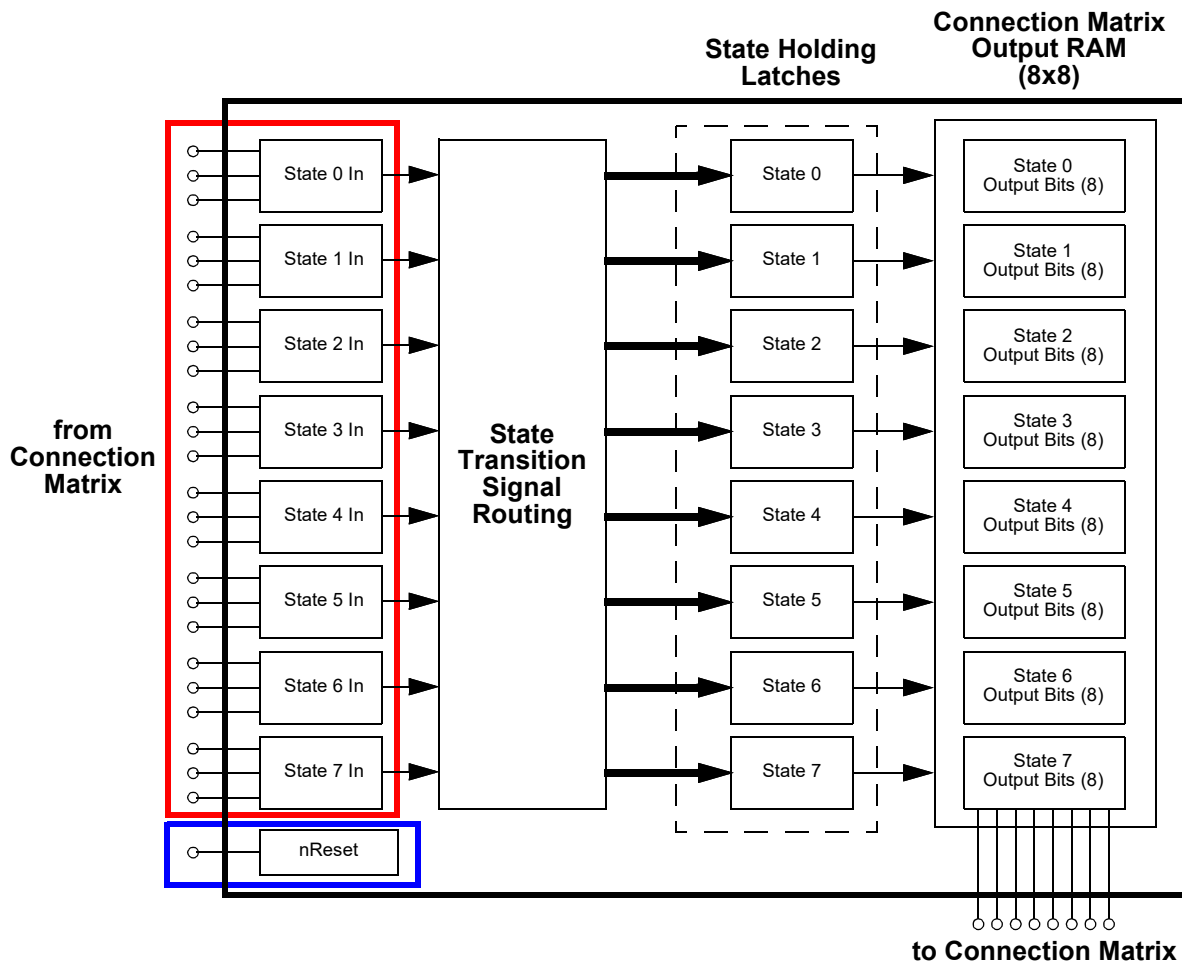 Connection Matrix
Output RAM
(8x8)
State Holding
Latches
from
Connection
Matrix
State 0 In
State 1 In
State 2 In
State 3 In
State 4 In
State 5 In
State 6 In
State 7 In
nReset
State
Transition
Signal
Routing
State 0
State 1
State 2
State 3
State 4
State 5
State 6
State 7
State 0
Output Bits (8)
State 1
Output Bits (8)
State 2
Output Bits (8)
State 3
Output Bits (8)
State 4
Output Bits (8)
State 5
Output Bits (8)
State 6
Output Bits (8)
State 7
Output Bits (8)
to Connection Matrix